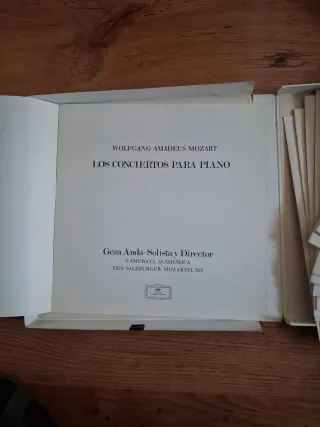 WOLFGANG AMADEUS MOZART
LOS CONCIERTOS PARA PIANO
Géza Anda · Solista y Director
CAMERATA ACADEMICA
DES SALZBURGER MOZARTEUMS